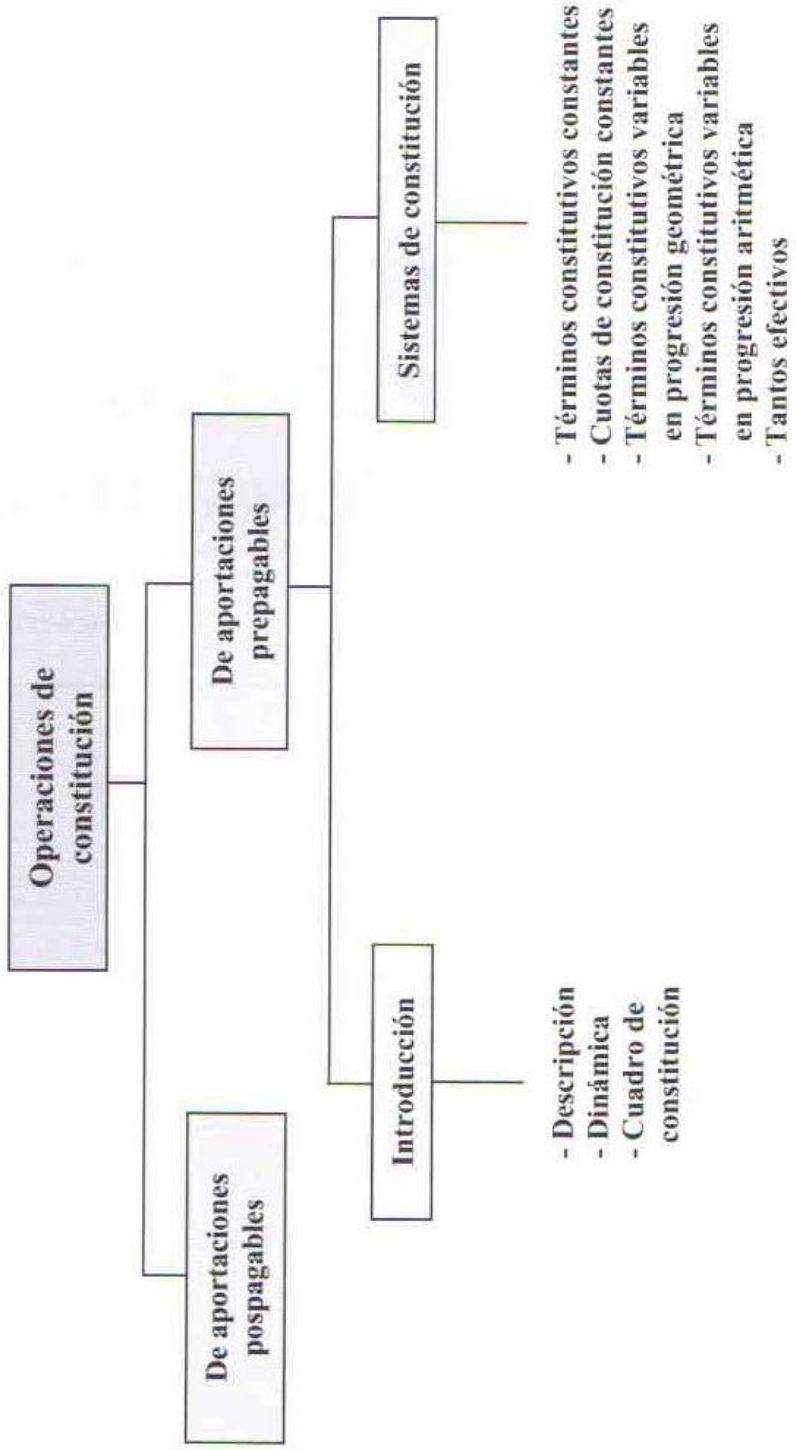 Operaciones de
constitución
De aportaciones
pospagables
De aportaciones
prepagables
Introducción
- Descripción
- Dinámica
- Cuadro de
constitución
Sistemas de constitución
- Términos constitutivos constantes
- Cuotas de constitución constantes
- Términos constitutivos variables
en progresión geométrica
- Términos constitutivos variables
en progresión aritmética
- Tantos efectivos